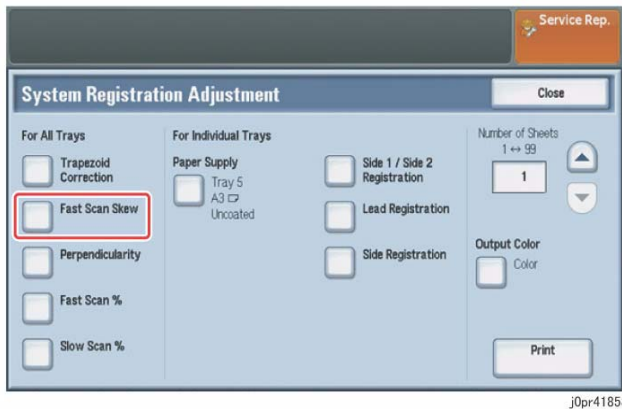 Service Rep.
System Registration Adjustment
Close
For All Trays
Trapezoid
Correction
Fast Scan Skew
Perpendicularity
Fast Scan %
Slow Scan %
For Individual Trays
Paper Supply
Tray 5
A3
Uncoated
Side 1 / Side 2
Registration
Lead Registration
Side Registration
Number of Sheets
1 ↔ 99
1
Output Color
Color
Print
j0pr4185